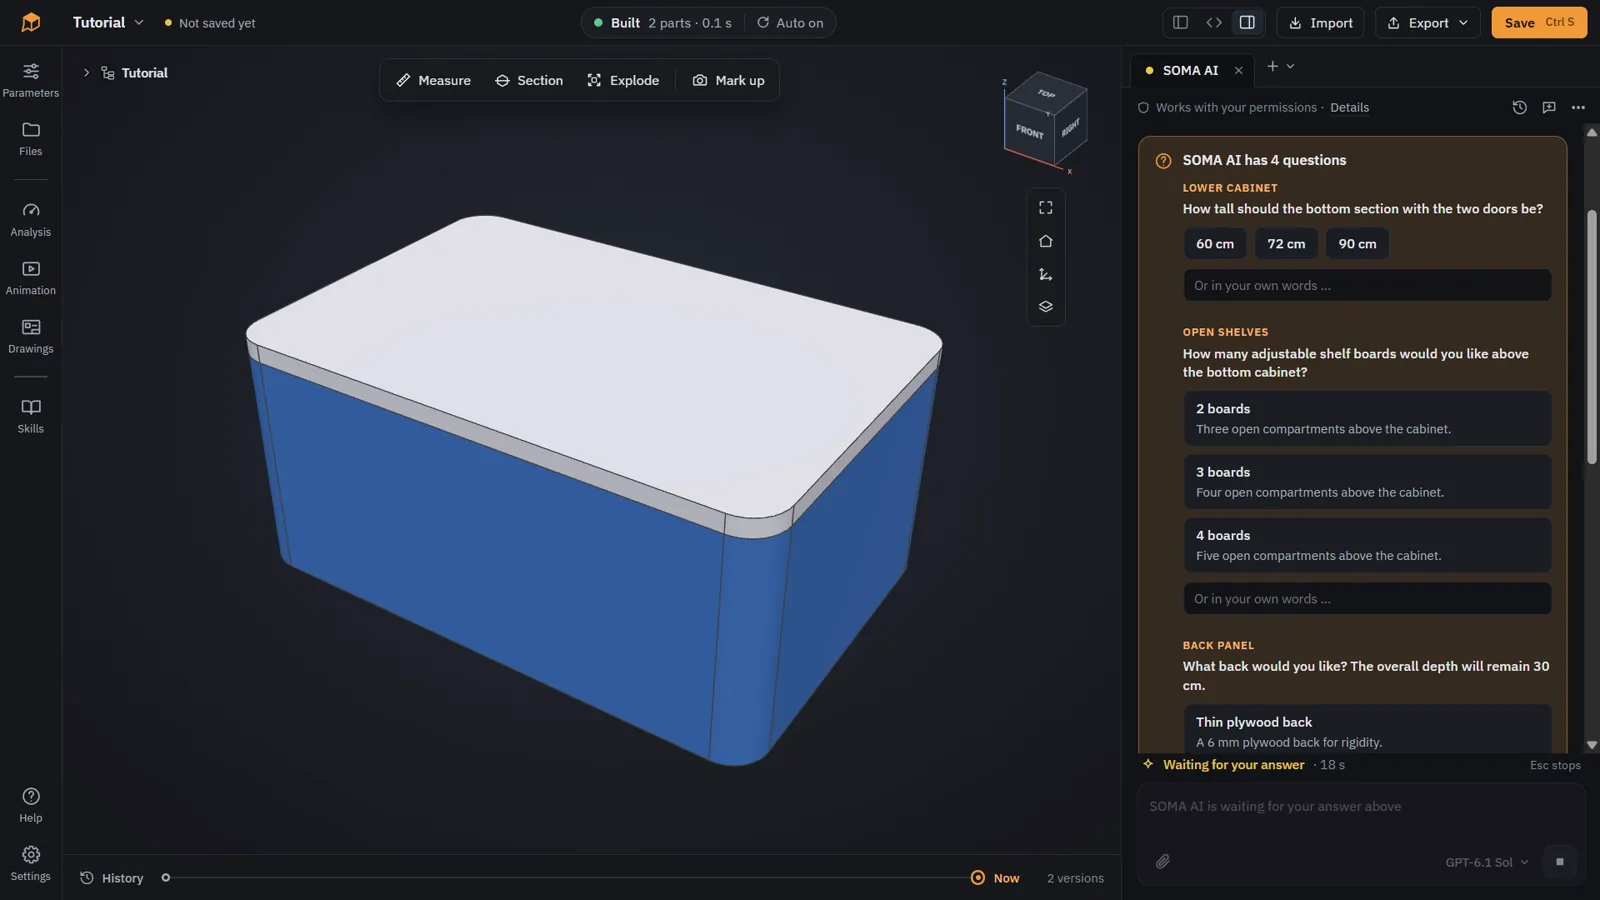 Tutorial
Not saved yet
Built 2 parts · 0.1 s
Auto on
Import
Export
Save Ctrl S
Parameters
Files
Analysis
Animation
Drawings
Skills
Help
Settings
Tutorial
Measure
Section
Explode
Mark up
Z
TOP
Y
FRONT
RIGHT
X
History
Now
2 versions
SOMA AI
Works with your permissions · Details
SOMA AI has 4 questions
LOWER CABINET
How tall should the bottom section with the two doors be?
60 cm
72 cm
90 cm
Or in your own words ...
OPEN SHELVES
How many adjustable shelf boards would you like above
the bottom cabinet?
2 boards
Three open compartments above the cabinet.
3 boards
Four open compartments above the cabinet.
4 boards
Five open compartments above the cabinet.
Or in your own words ...
BACK PANEL
What back would you like? The overall depth will remain 30
cm.
Thin plywood back
A 6 mm plywood back for rigidity.
Waiting for your answer · 18 s
Esc stops
SOMA AI is waiting for your answer above
GPT-6.1 Sol